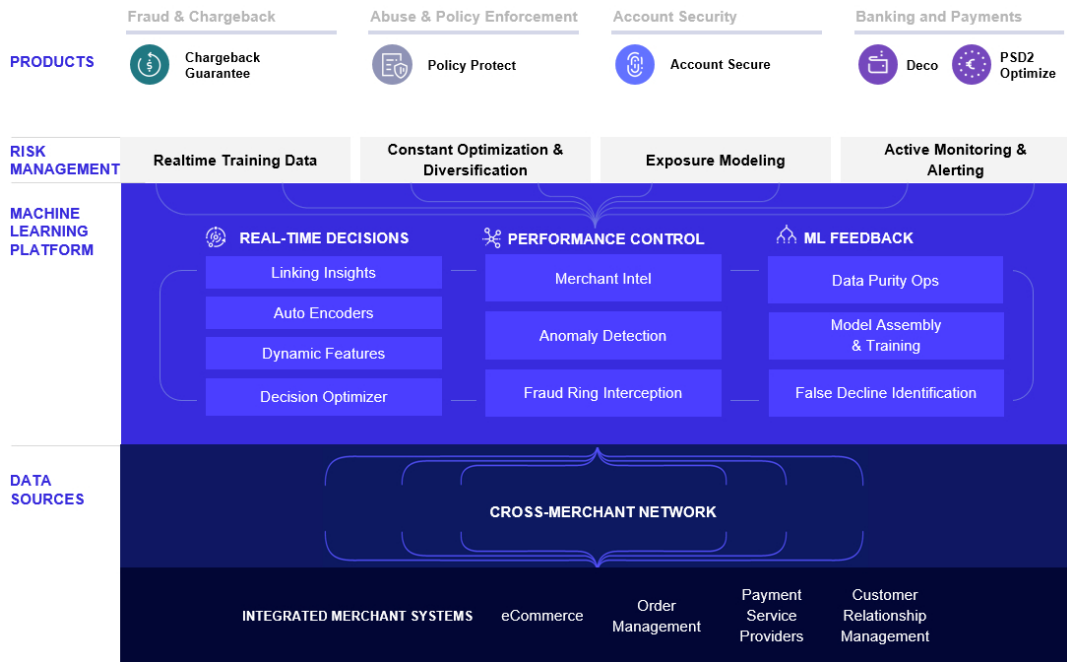 Fraud & Chargeback
Abuse & Policy Enforcement
Account Security
Banking and Payments
PRODUCTS
Chargeback
Guarantee
Policy Protect
Account Secure
Deco
PSD2
Optimize
RISK
MANAGEMENT
Realtime Training Data
Constant Optimization &
Diversification
Exposure Modeling
Active Monitoring &
Alerting
MACHINE
LEARNING
PLATFORM
REAL-TIME DECISIONS
Linking Insights
Auto Encoders
Dynamic Features
Decision Optimizer
PERFORMANCE CONTROL
Merchant Intel
Anomaly Detection
Fraud Ring Interception
ML FEEDBACK
Data Purity Ops
Model Assembly
& Training
False Decline Identification
DATA
SOURCES
CROSS-MERCHANT NETWORK
INTEGRATED MERCHANT SYSTEMS
eCommerce
Order
Management
Payment
Service
Providers
Customer
Relationship
Management